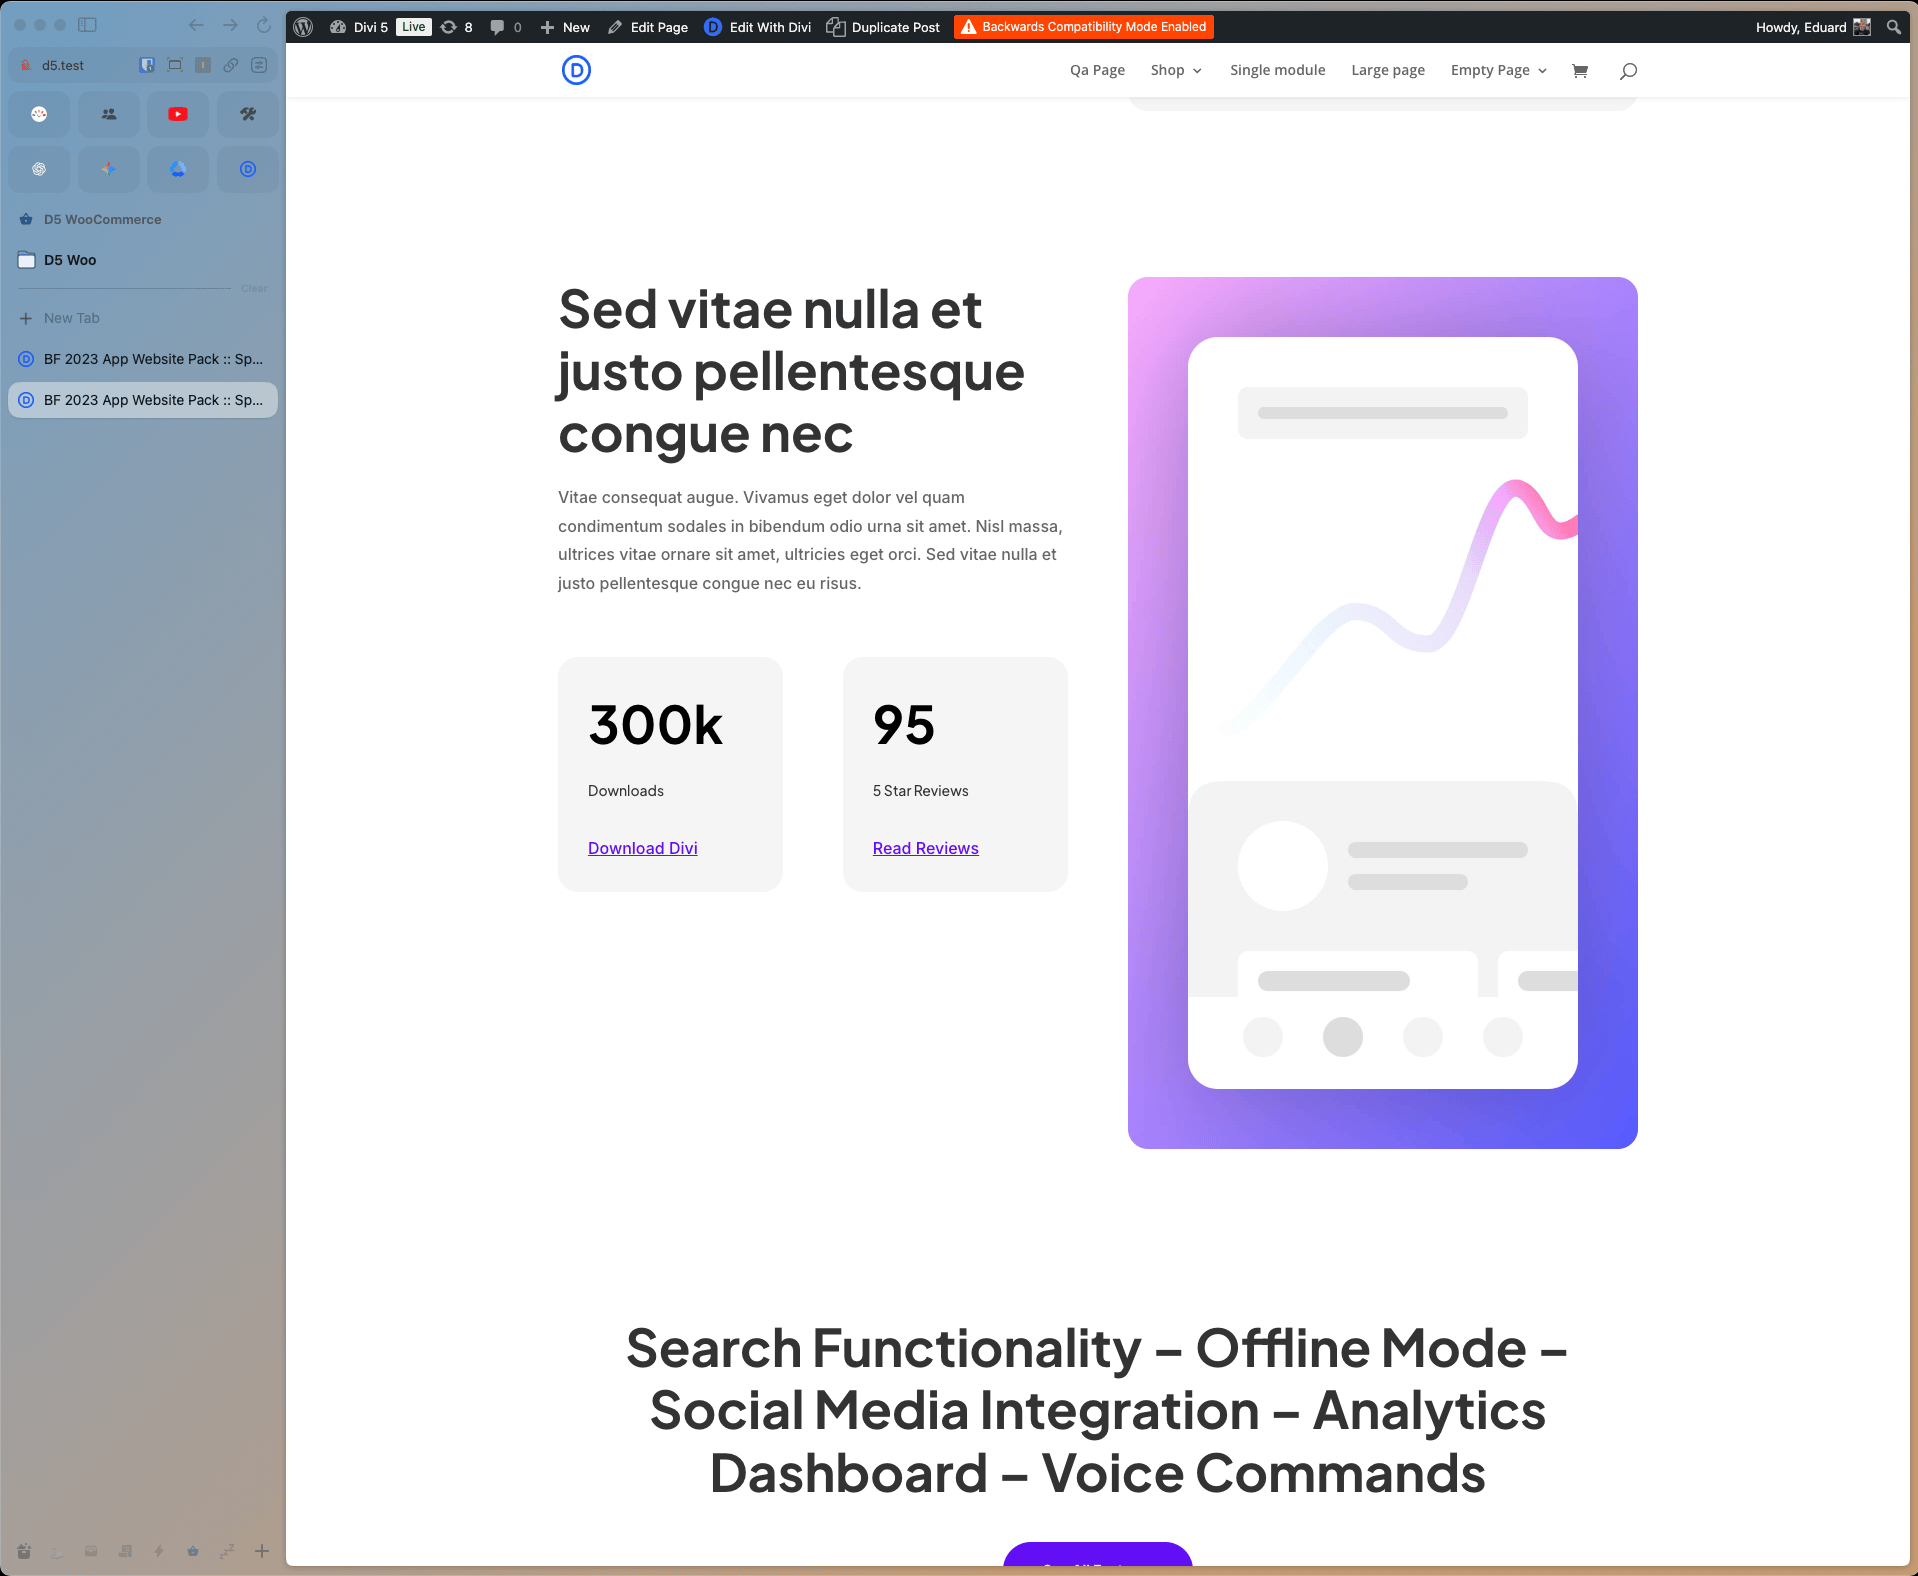 Divi 5 Live 8 0 New Edit Page Edit With Divi Duplicate Post Backwards Compatibility Mode Enabled Howdy, Eduard
d5.test
Qa Page Shop Single module Large page Empty Page
D5 WooCommerce
D5 Woo
Clear
New Tab
BF 2023 App Website Pack :: Sp...
BF 2023 App Website Pack :: Sp...
Sed vitae nulla et
justo pellentesque
congue nec
Vitae consequat augue. Vivamus eget dolor vel quam
condimentum sodales in bibendum odio urna sit amet. Nisl massa,
ultrices vitae ornare sit amet, ultricies eget orci. Sed vitae nulla et
justo pellentesque congue nec eu risus.
300k
Downloads
Download Divi
95
5 Star Reviews
Read Reviews
Search Functionality – Offline Mode –
Social Media Integration – Analytics
Dashboard – Voice Commands